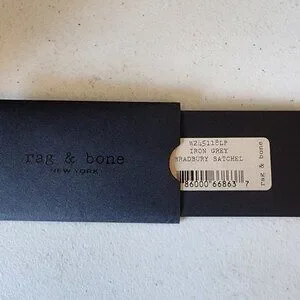 rag & bone
NEW YORK
W245118LP
IRON GREY
BRADBURY SATCHEL
86000 66863 7
rag & bone